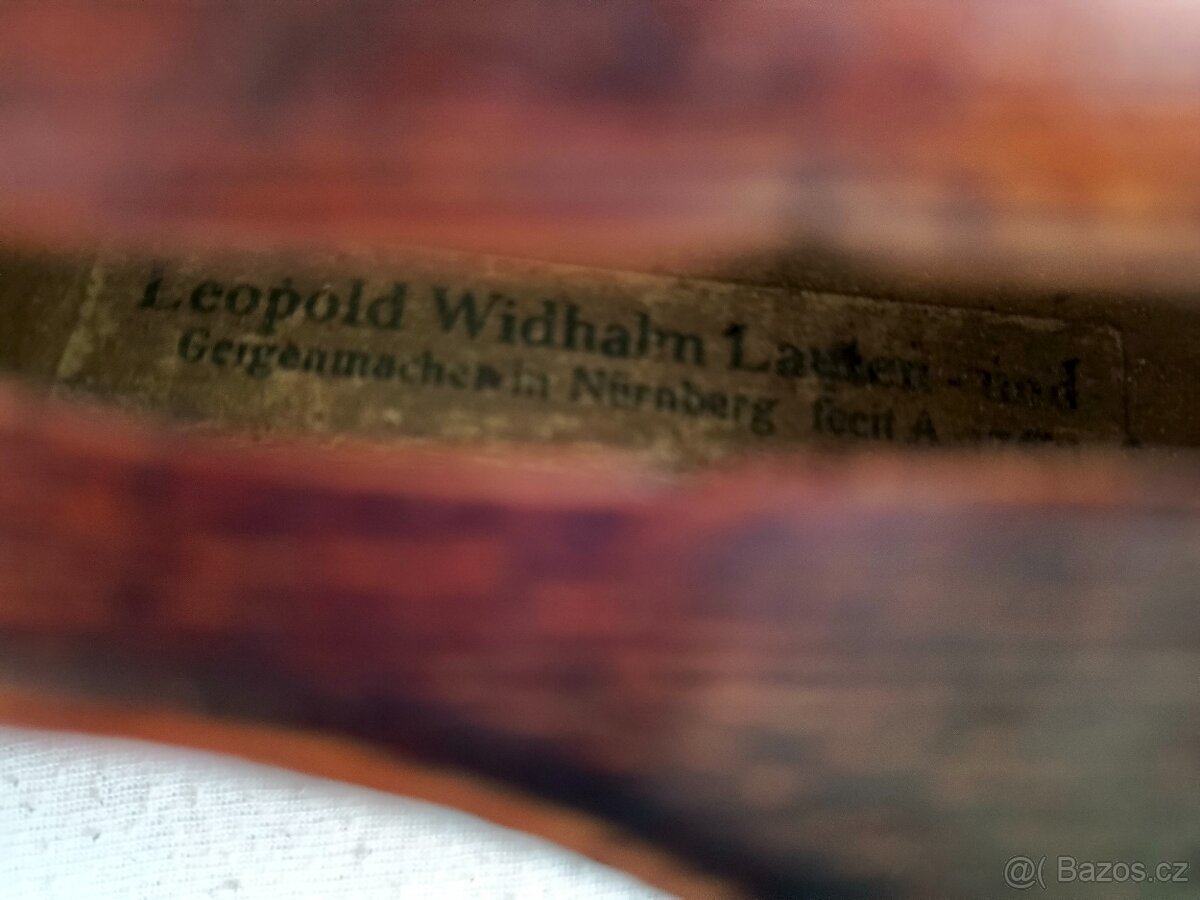 Leopold Widhalm Lauten - und
Geigenmacher in Nürnberg fecit A
@( Bazos.cz